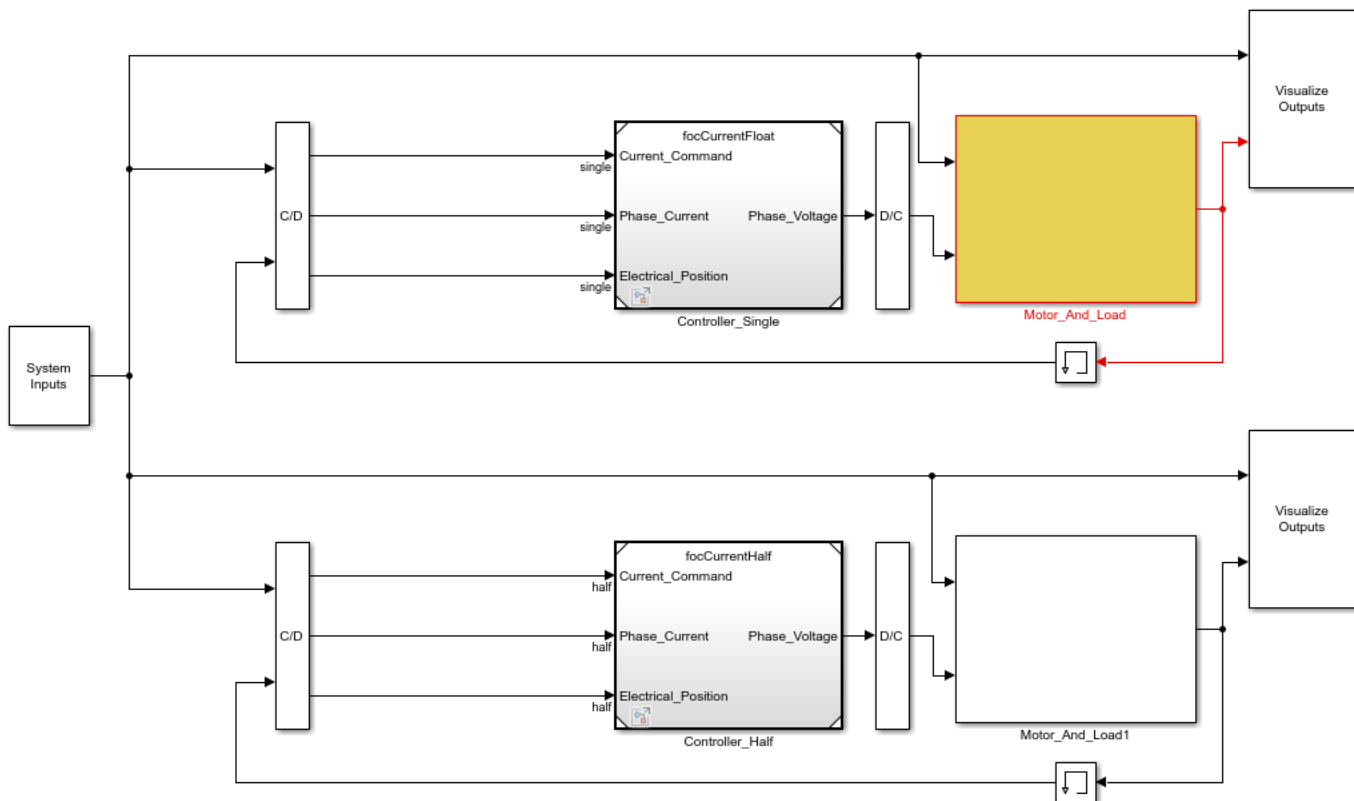 Visualize
Outputs
focCurrentFloat
Current_Command
single
C/D
Phase_Current
Phase_Voltage
D/C
single
Electrical_Position
single
Controller_Single
Motor_And_Load
System
Inputs
Visualize
Outputs
focCurrentHalf
Current_Command
half
C/D
Phase_Current
Phase_Voltage
D/C
half
Electrical_Position
half
Controller_Half
Motor_And_Load1